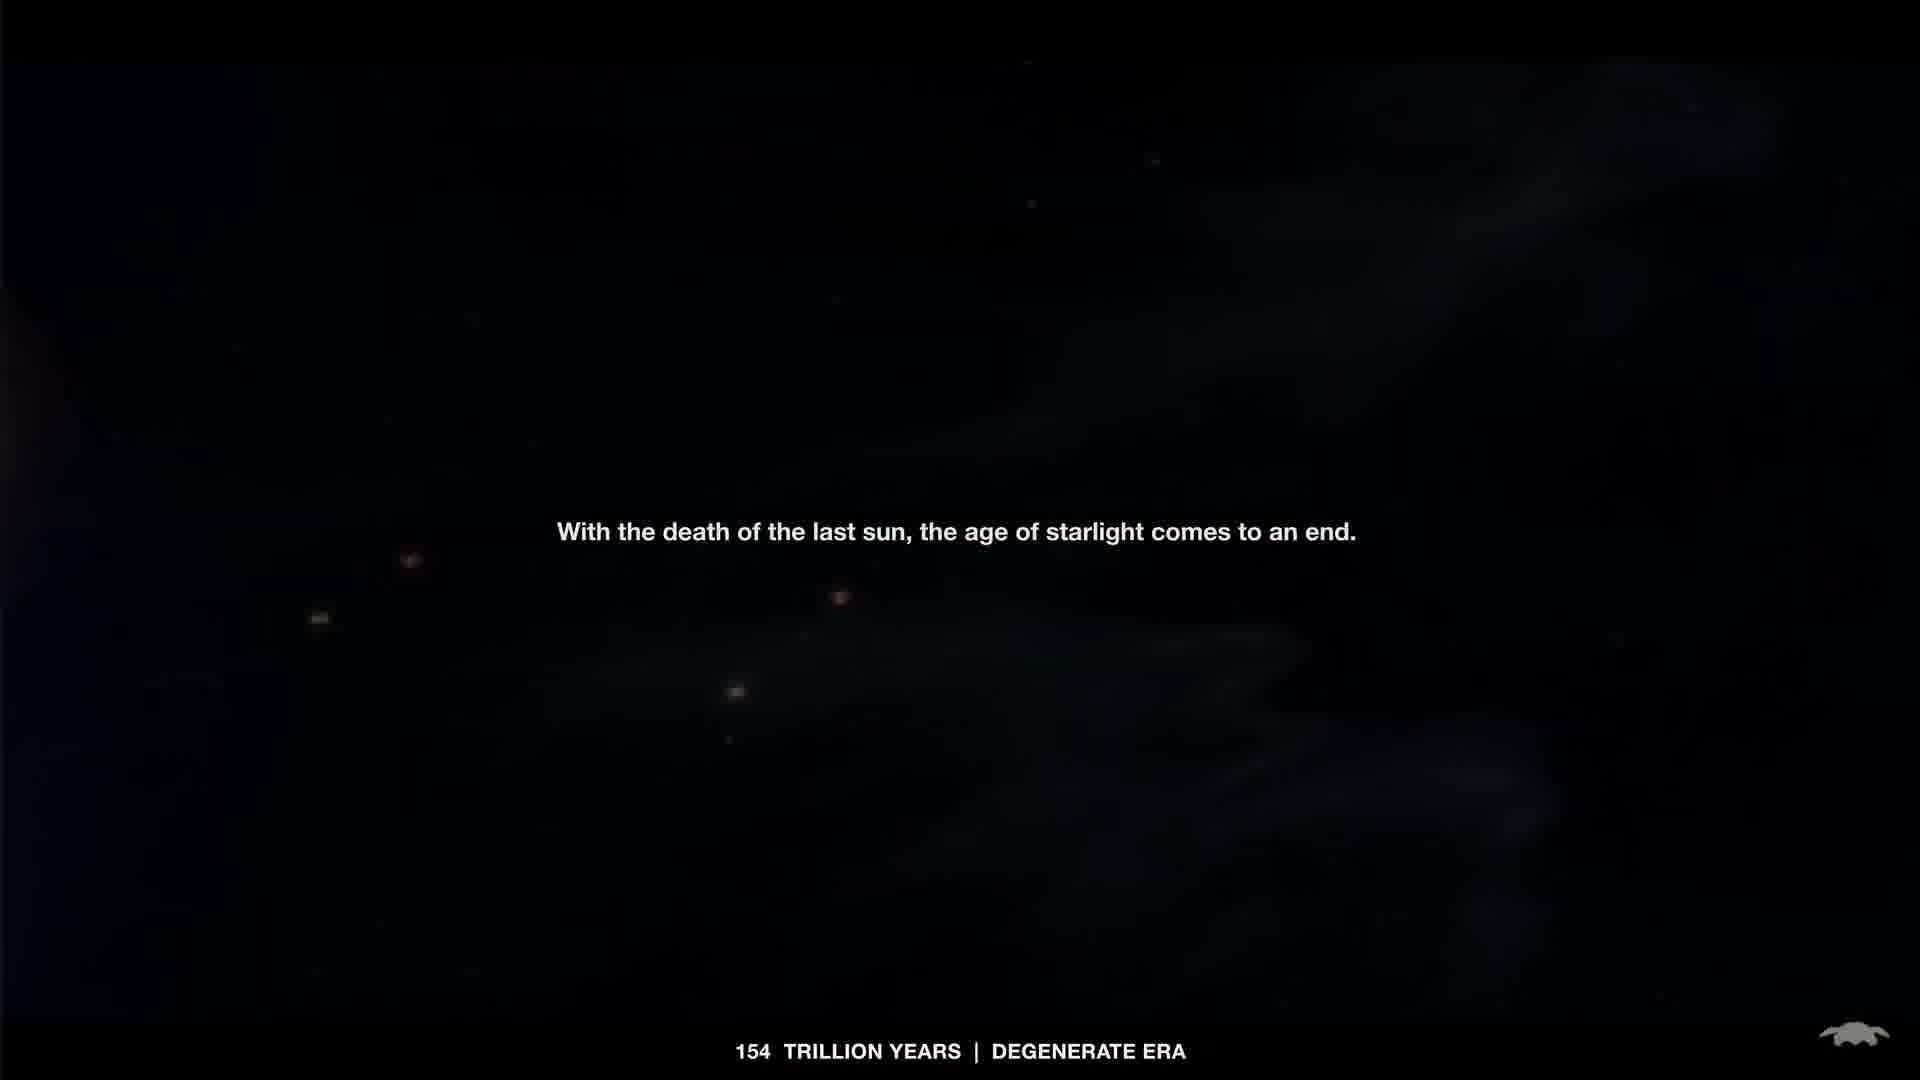 With the death of the last sun, the age of starlight comes to an end.
154 TRILLION YEARS | DEGENERATE ERA